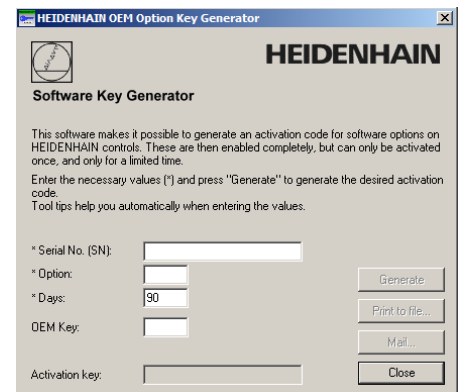 HEIDENHAIN OEM Option Key Generator
HEIDENHAIN
Software Key Generator
This software makes it possible to generate an activation code for software options on
HEIDENHAIN controls. These are then enabled completely, but can only be activated
once, and only for a limited time.
Enter the necessary values (*) and press "Generate" to generate the desired activation
code.
Tool tips help you automatically when entering the values.
* Serial No. (SN):
* Option:
Generate
* Days: 90
Print to file...
OEM Key:
Mail...
Activation key:
Close